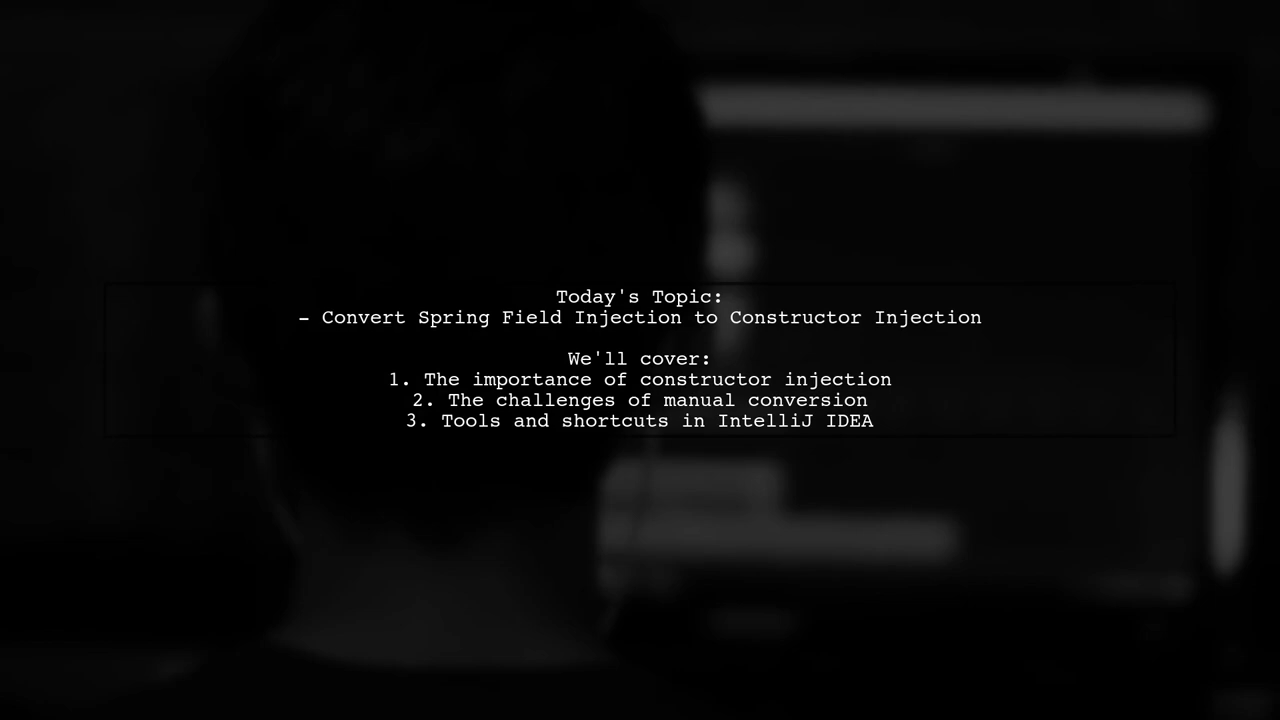 Today's Topic:
– Convert Spring Field Injection to Constructor Injection
We'll cover:
1. The importance of constructor injection
2. The challenges of manual conversion
3. Tools and shortcuts in IntelliJ IDEA